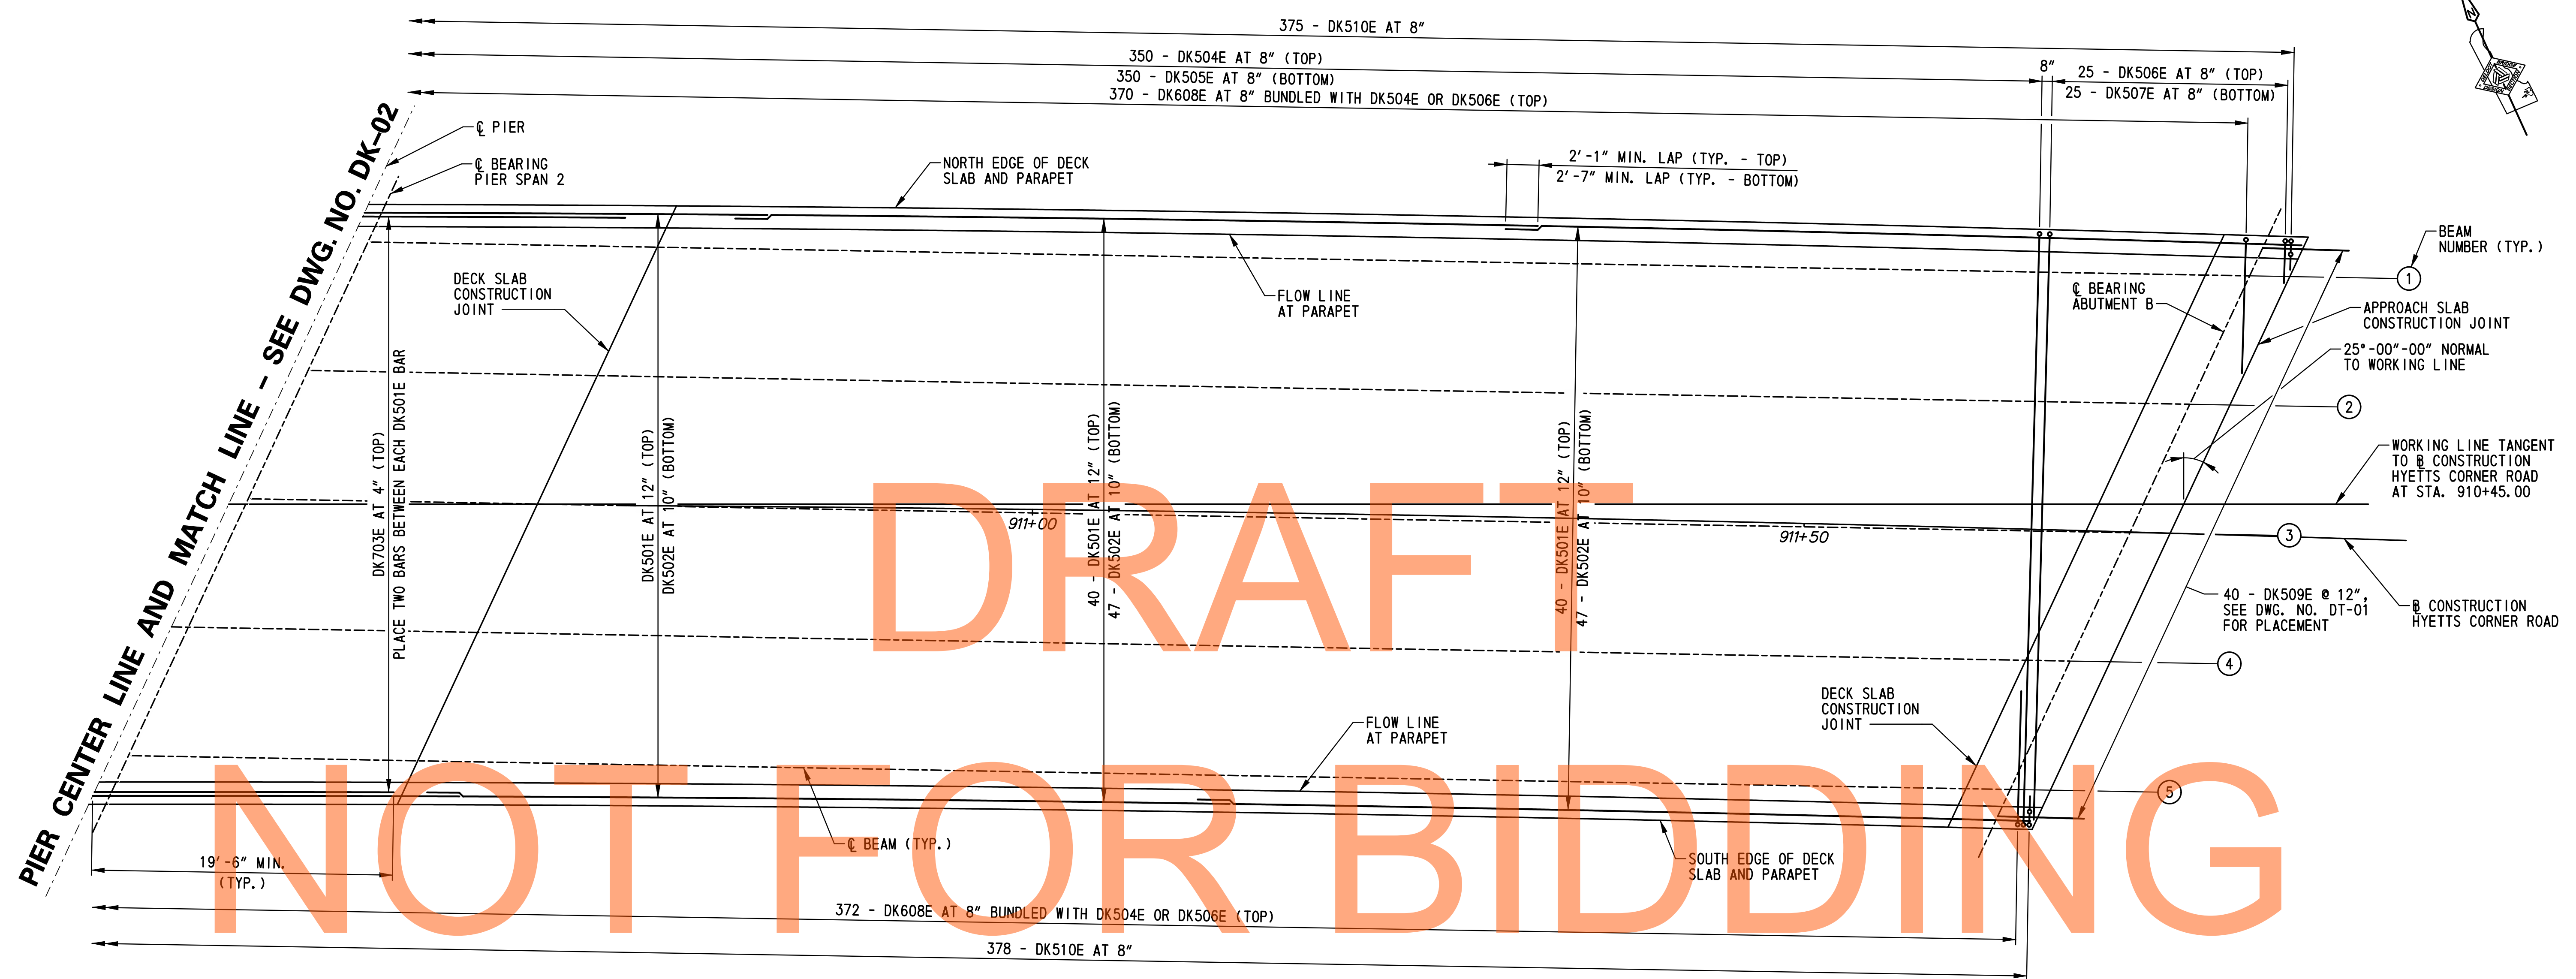 375 - DK510E AT 8"
350 - DK504E AT 8" (TOP)
350 - DK505E AT 8" (BOTTOM)
370 - DK608E AT 8" BUNDLED WITH DK504E OR DK506E (TOP)
8"
25 - DK506E AT 8" (TOP)
25 - DK507E AT 8" (BOTTOM)
N
PIER CENTER LINE AND MATCH LINE - SEE DWG. NO. DK-02
℄ PIER
℄ BEARING
PIER SPAN 2
NORTH EDGE OF DECK
SLAB AND PARAPET
2'-1" MIN. LAP (TYP. - TOP)
2'-7" MIN. LAP (TYP. - BOTTOM)
BEAM
NUMBER (TYP.)
1
DECK SLAB
CONSTRUCTION
JOINT
FLOW LINE
AT PARAPET
℄ BEARING
ABUTMENT B
APPROACH SLAB
CONSTRUCTION JOINT
25°-00"-00" NORMAL
TO WORKING LINE
2
DK703E AT 4" (TOP)
PLACE TWO BARS BETWEEN EACH DK501E BAR
DK501E AT 12" (TOP)
DK502E AT 10" (BOTTOM)
40 - DK501E AT 12" (TOP)
47 - DK502E AT 10" (BOTTOM)
40 - DK501E AT 12" (TOP)
47 - DK502E AT 10" (BOTTOM)
WORKING LINE TANGENT
TO B CONSTRUCTION
HYETTS CORNER ROAD
AT STA. 910+45.00
911+00
911+50
3
DRAFT
40 - DK509E @ 12",
SEE DWG. NO. DT-01
FOR PLACEMENT
B CONSTRUCTION
HYETTS CORNER ROAD
4
DECK SLAB
CONSTRUCTION
JOINT
FLOW LINE
AT PARAPET
5
NOT FOR BIDDING
℄ BEAM (TYP.)
SOUTH EDGE OF DECK
SLAB AND PARAPET
19'-6" MIN.
(TYP.)
372 - DK608E AT 8" BUNDLED WITH DK504E OR DK506E (TOP)
378 - DK510E AT 8"